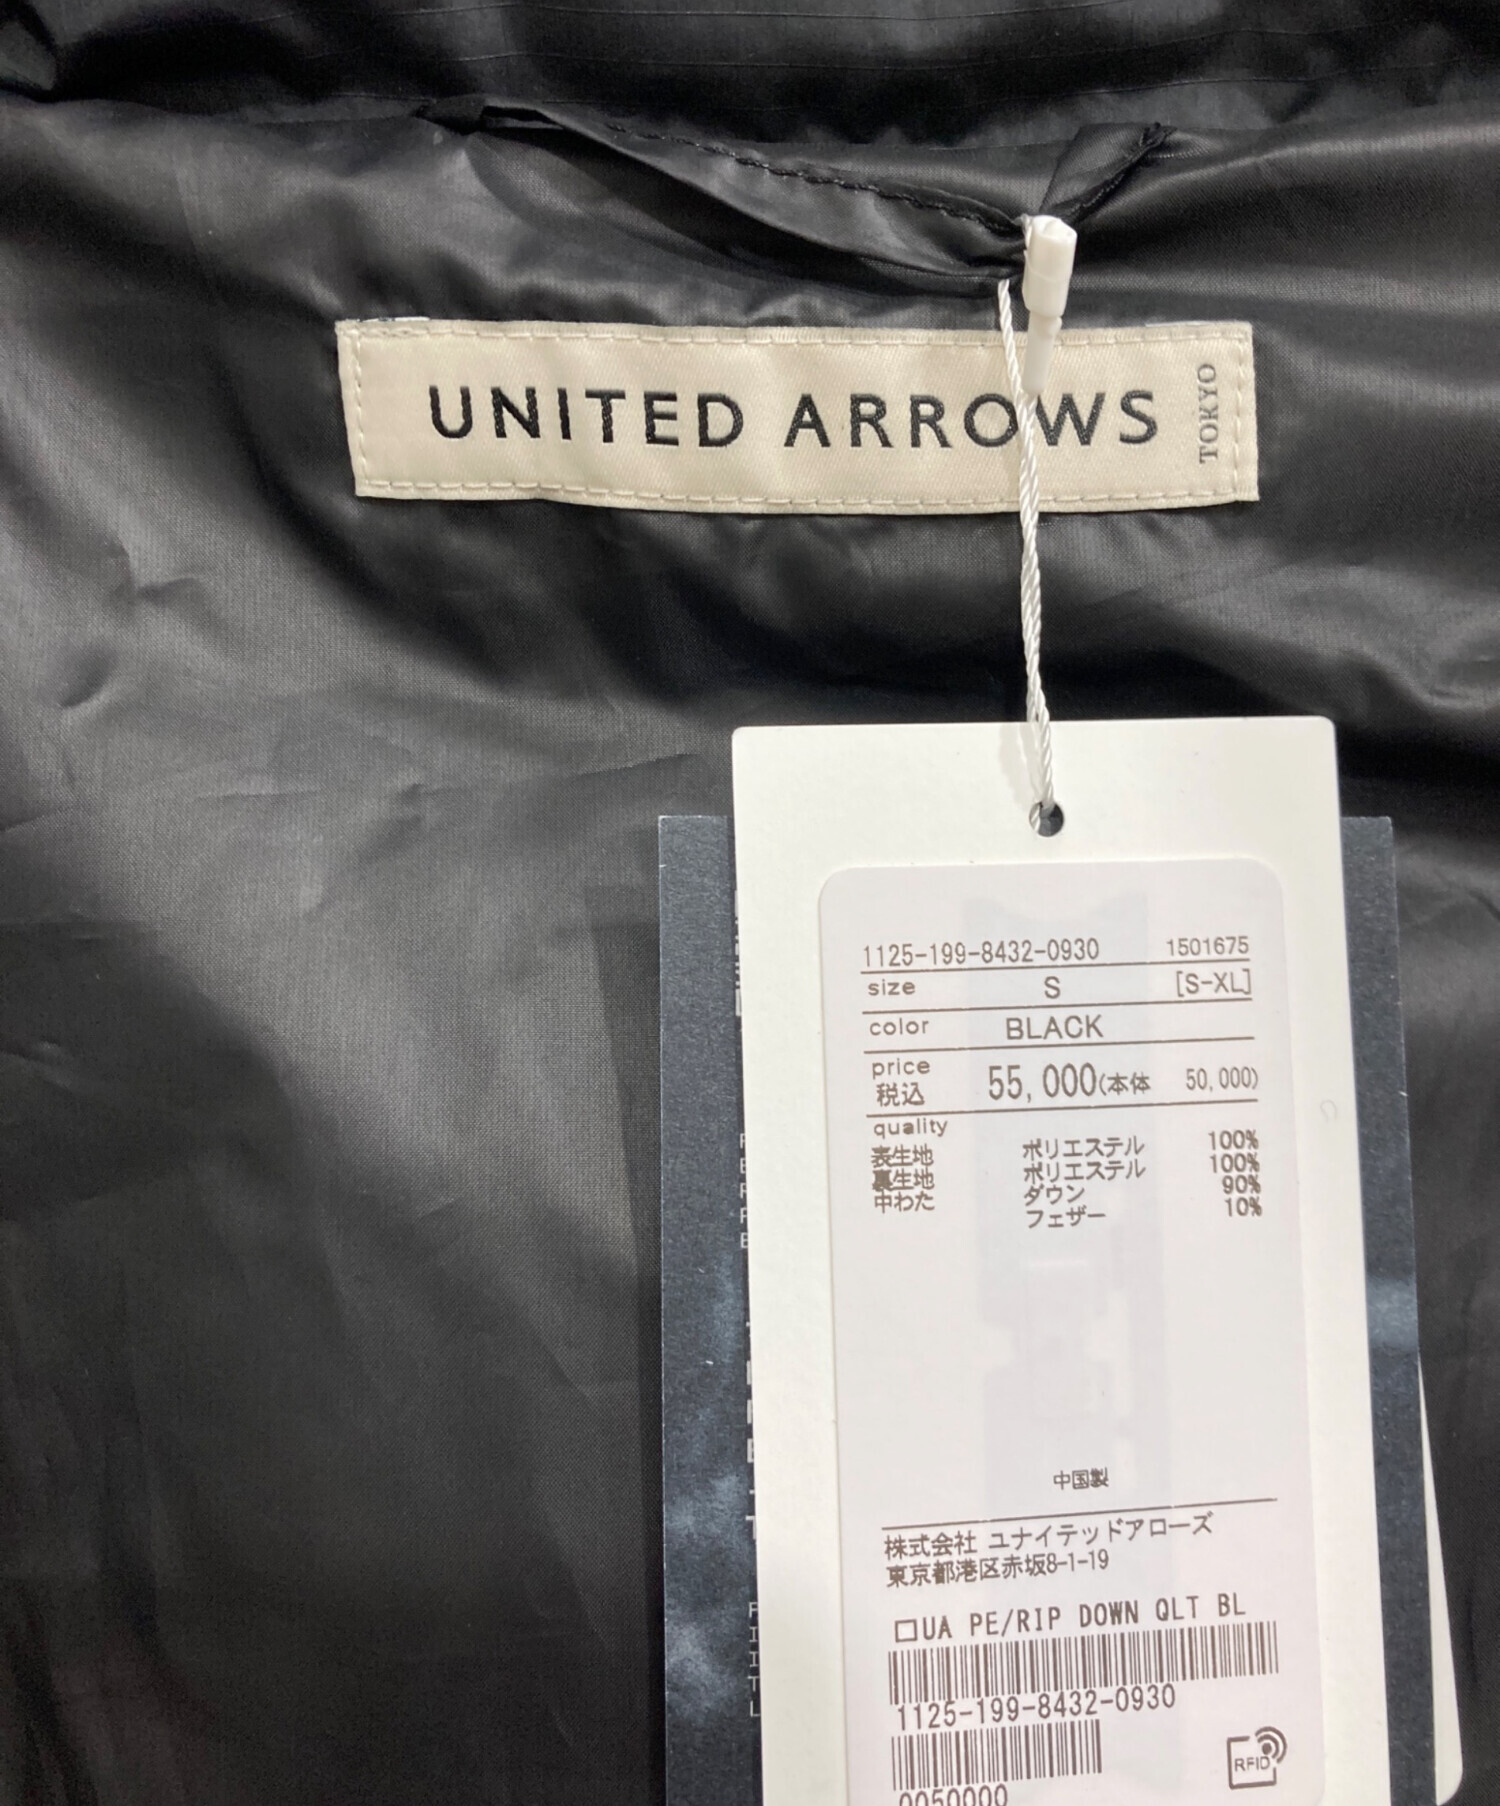 UNITED ARROWS
TOKYO
1125-199-8432-0930 1501675
size S [S-XL]
color BLACK
price
税込 55,000(本体 50,000)
quality
表生地 ポリエステル 100%
裏生地 ポリエステル 100%
中わた ダウン 90%
フェザー 10%
中国製
株式会社 ユナイテッドアローズ
東京都港区赤坂8-1-19
□UA PE/RIP DOWN QLT BL
1125-199-8432-0930
RFID
0050000